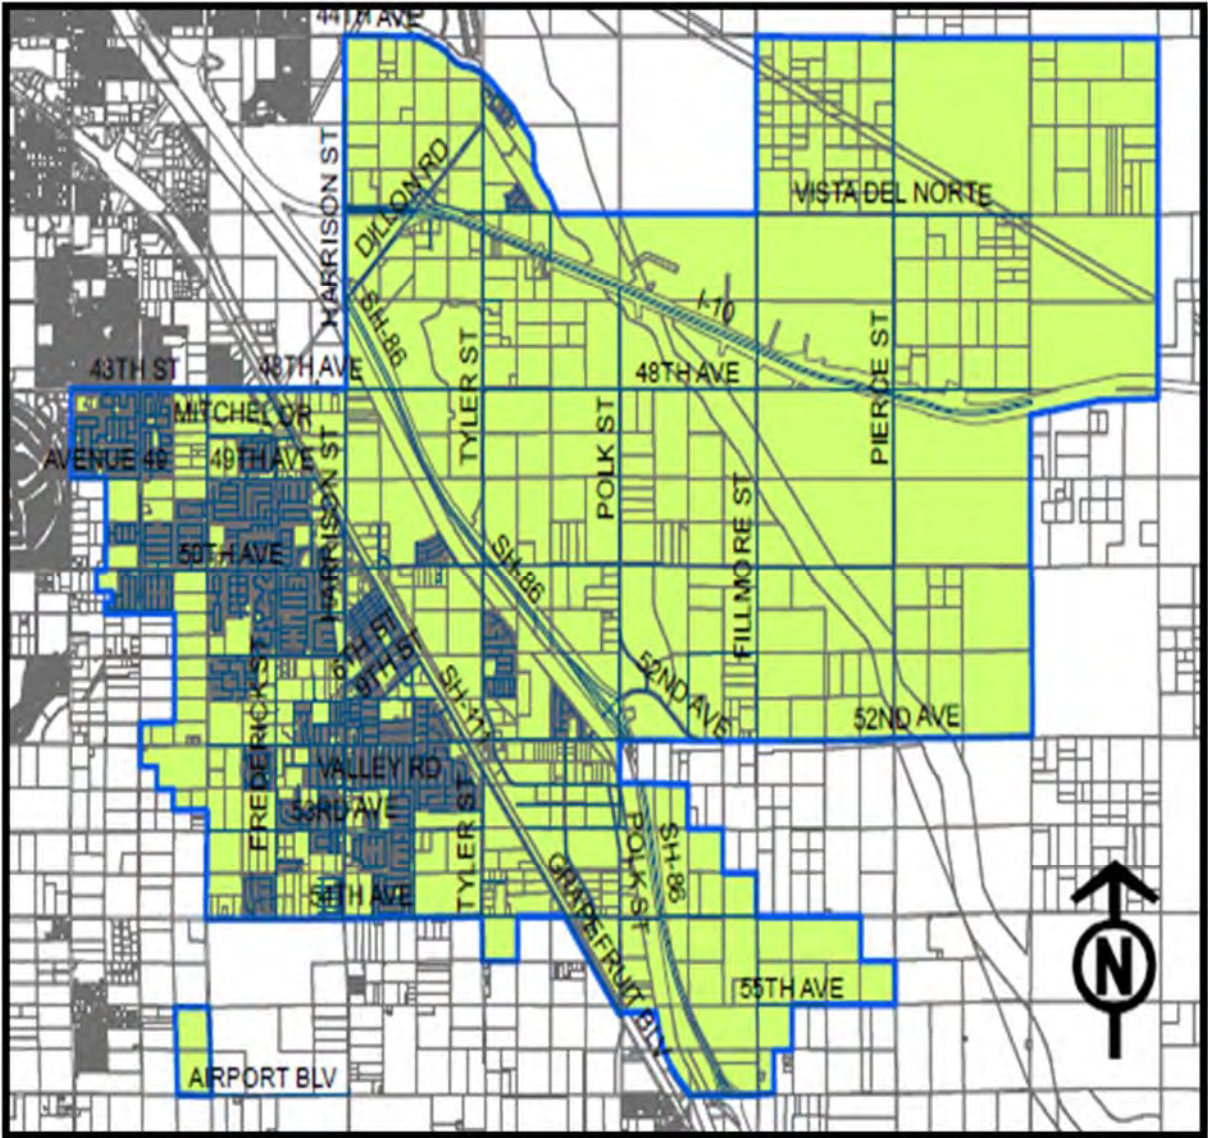 44TH AVE
HARRISON ST
DILLON RD
VISTA DEL NORTE
SH-86
I-10
43TH ST
48TH AVE
TYLER ST
48TH AVE
PIERCE ST
MITCHEL DR
AVENUE 49
49TH AVE
HARRISON ST
POLK ST
FILLMORE ST
50TH AVE
SH-86
6TH ST
9TH ST
FREDERICK ST
SH-111
52ND AVE
52ND AVE
VALLEY RD
53RD AVE
TYLER ST
POLK ST
SH-86
54TH AVE
GRAPEFRUIT BLV
55TH AVE
N
AIRPORT BLV